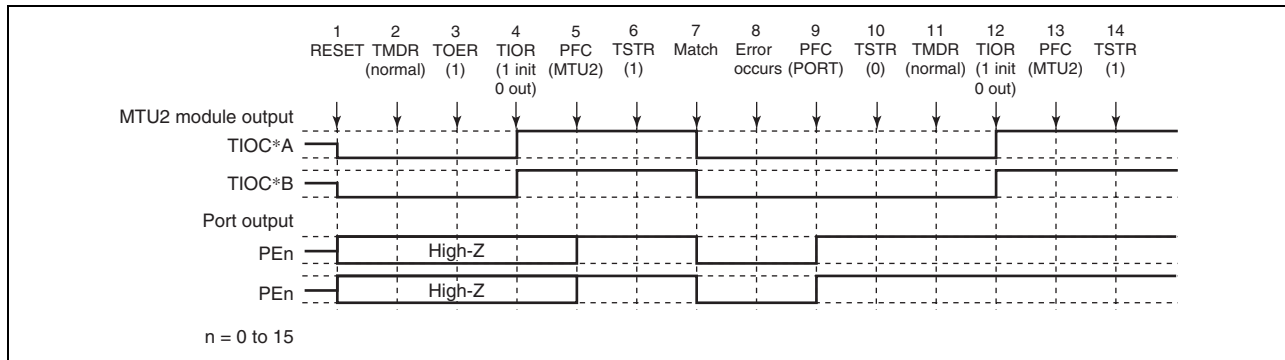 1 2 3 4 5 6 7 8 9 10 11 12 13 14
RESET TMDR TOER TIOR PFC TSTR Match Error PFC TSTR TMDR TIOR PFC TSTR
(normal) (1) (1 init (MTU2) (1) occurs (PORT) (0) (normal) (1 init (MTU2) (1)
0 out) 0 out)
MTU2 module output
TIOC*A
TIOC*B
Port output
PEn High-Z
PEn High-Z
n = 0 to 15